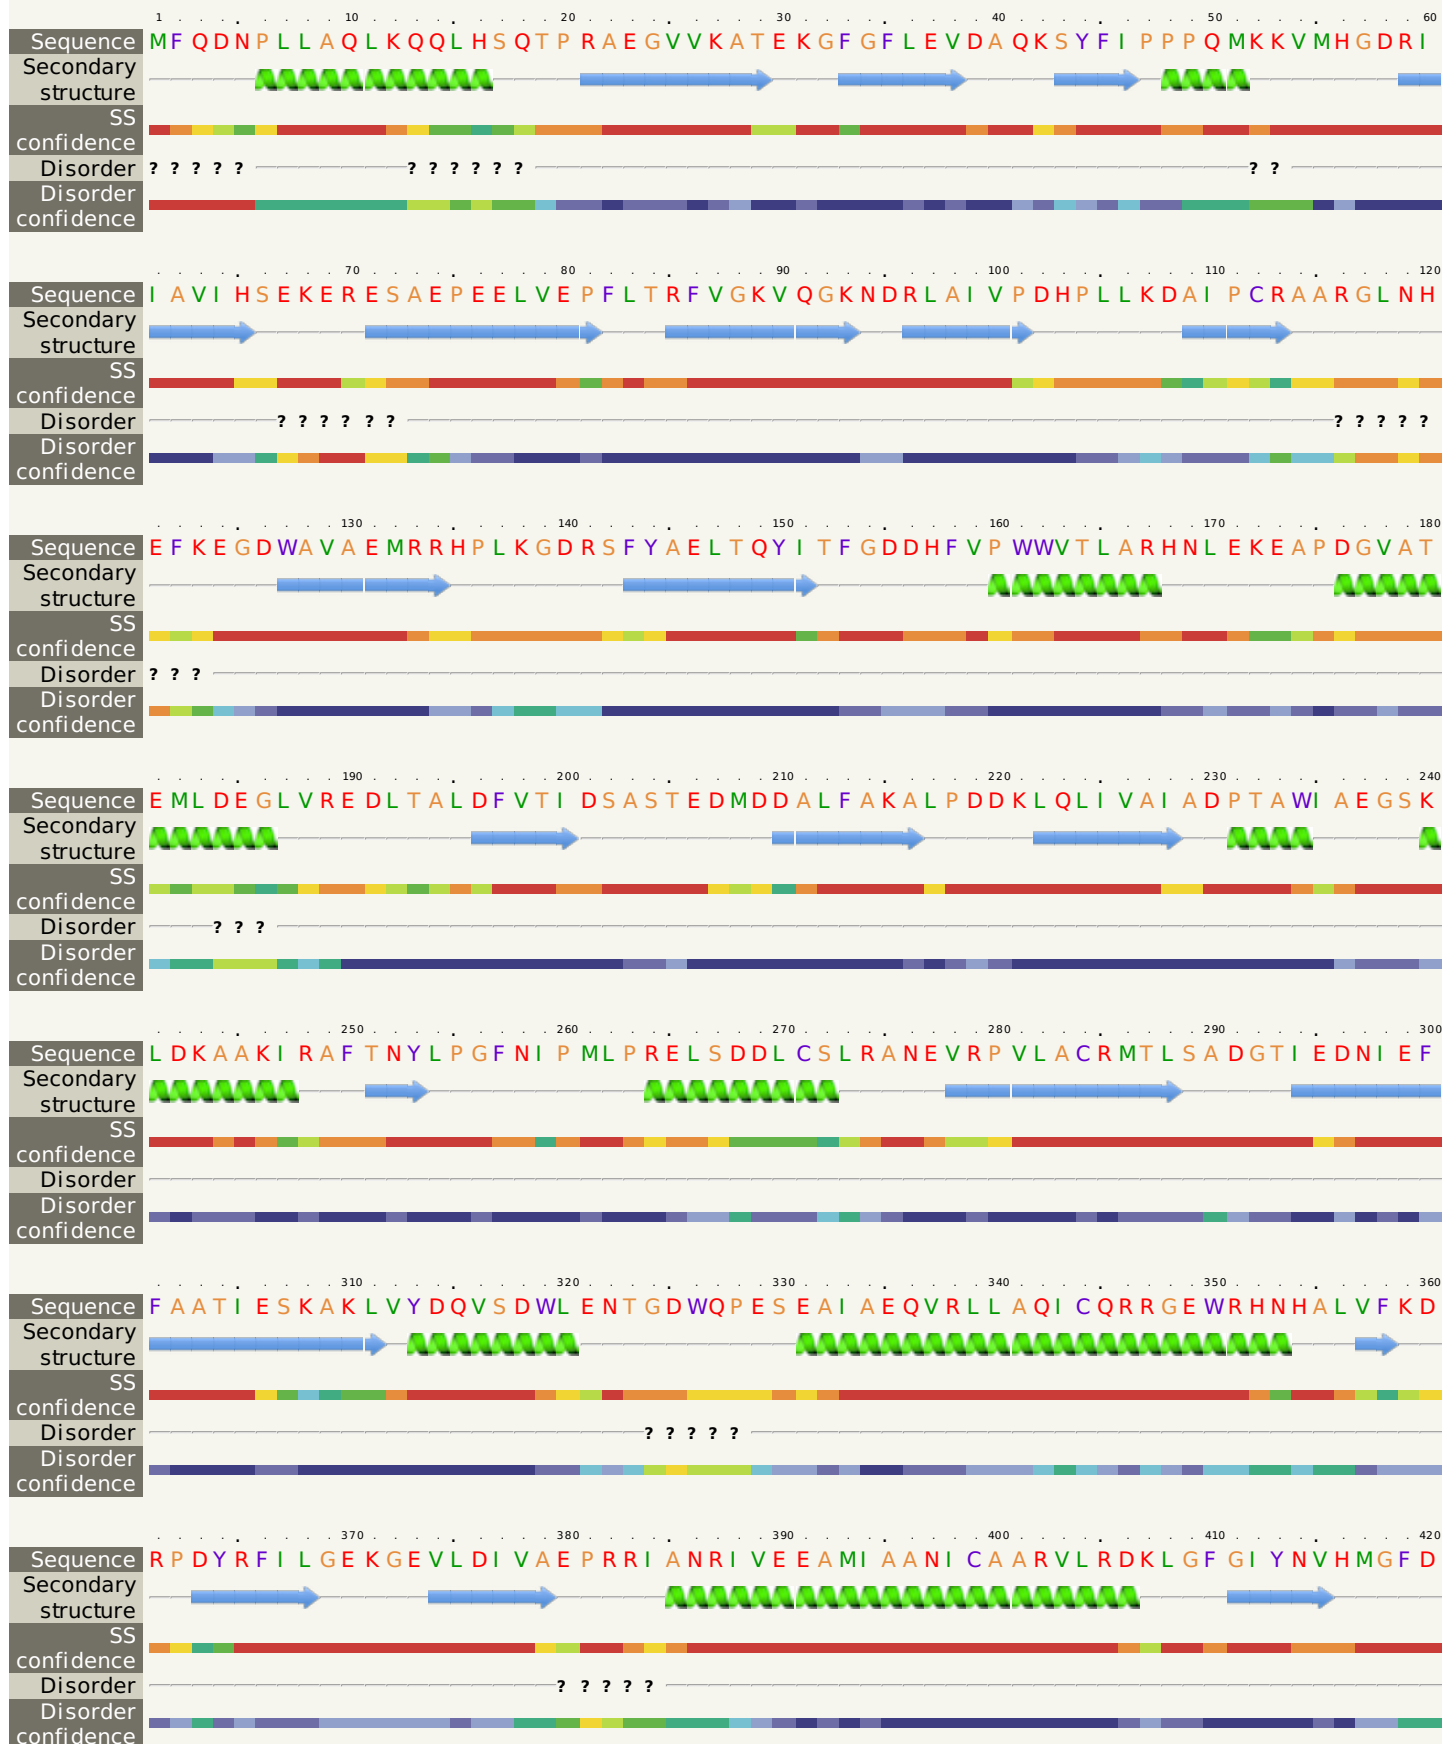 1 . . . . . . . 10 . . . . . . . . 20 . . . . . . . . 30 . . . . . . . . 40 . . . . . . . . 50 . . . . . . . . 60
Sequence MFQDNPLLAQLKQQLHSQTPRAEGVVKATEKGFGFLEVDAQKSYFIPPPQMKKVMHGDRI
Secondary
structure
SS
confidence
Disorder ? ? ? ? ? ? ? ? ? ? ? ? ?
Disorder
confidence
. . . . . . . . 70 . . . . . . . . 80 . . . . . . . . 90 . . . . . . . . 100 . . . . . . . . 110 . . . . . . . . 120
Sequence IAVIHSEKERESAEPEELVEPFLTRFVGKVQGKNDRLAIVPDHPLLKDAIPCRAARGLNH
Secondary
structure
SS
confidence
Disorder ? ? ? ? ? ? ? ? ? ? ?
Disorder
confidence
. . . . . . . . 130 . . . . . . . . 140 . . . . . . . . 150 . . . . . . . . 160 . . . . . . . . 170 . . . . . . . . 180
Sequence EFKEGDWAVAEMRRHPLKGDRSFYAELTQYITFGDDHFVPWWVTLARHNLEKEAPDGVAT
Secondary
structure
SS
confidence
Disorder ? ? ?
Disorder
confidence
. . . . . . . . 190 . . . . . . . . 200 . . . . . . . . 210 . . . . . . . . 220 . . . . . . . . 230 . . . . . . . . 240
Sequence EMLDEGLVREDLTALDFVTIDSASTEDMDDALFAKALPDDKLQLIVAIADPTAWIAEGSK
Secondary
structure
SS
confidence
Disorder ? ? ?
Disorder
confidence
. . . . . . . . 250 . . . . . . . . 260 . . . . . . . . 270 . . . . . . . . 280 . . . . . . . . 290 . . . . . . . . 300
Sequence LDKAAKIRAFTNYLPGFNIPMLPRELSDDLCSLRANEVRPVLACRMTLSADGTIEDNIEF
Secondary
structure
SS
confidence
Disorder
Disorder
confidence
. . . . . . . . 310 . . . . . . . . 320 . . . . . . . . 330 . . . . . . . . 340 . . . . . . . . 350 . . . . . . . . 360
Sequence FAATIESKAKLVYDQVSDWLENTGDWQPESEAIAEQVRLLAQICQRRGEWRHNHALVFKD
Secondary
structure
SS
confidence
Disorder ? ? ? ? ?
Disorder
confidence
. . . . . . . . 370 . . . . . . . . 380 . . . . . . . . 390 . . . . . . . . 400 . . . . . . . . 410 . . . . . . . . 420
Sequence RPDYRFILGEKGEVLDIVAEPRRIANRIVEEAMIAANICAARVLRDKLGFGIYNVHMGFD
Secondary
structure
SS
confidence
Disorder ? ? ? ? ?
Disorder
confidence